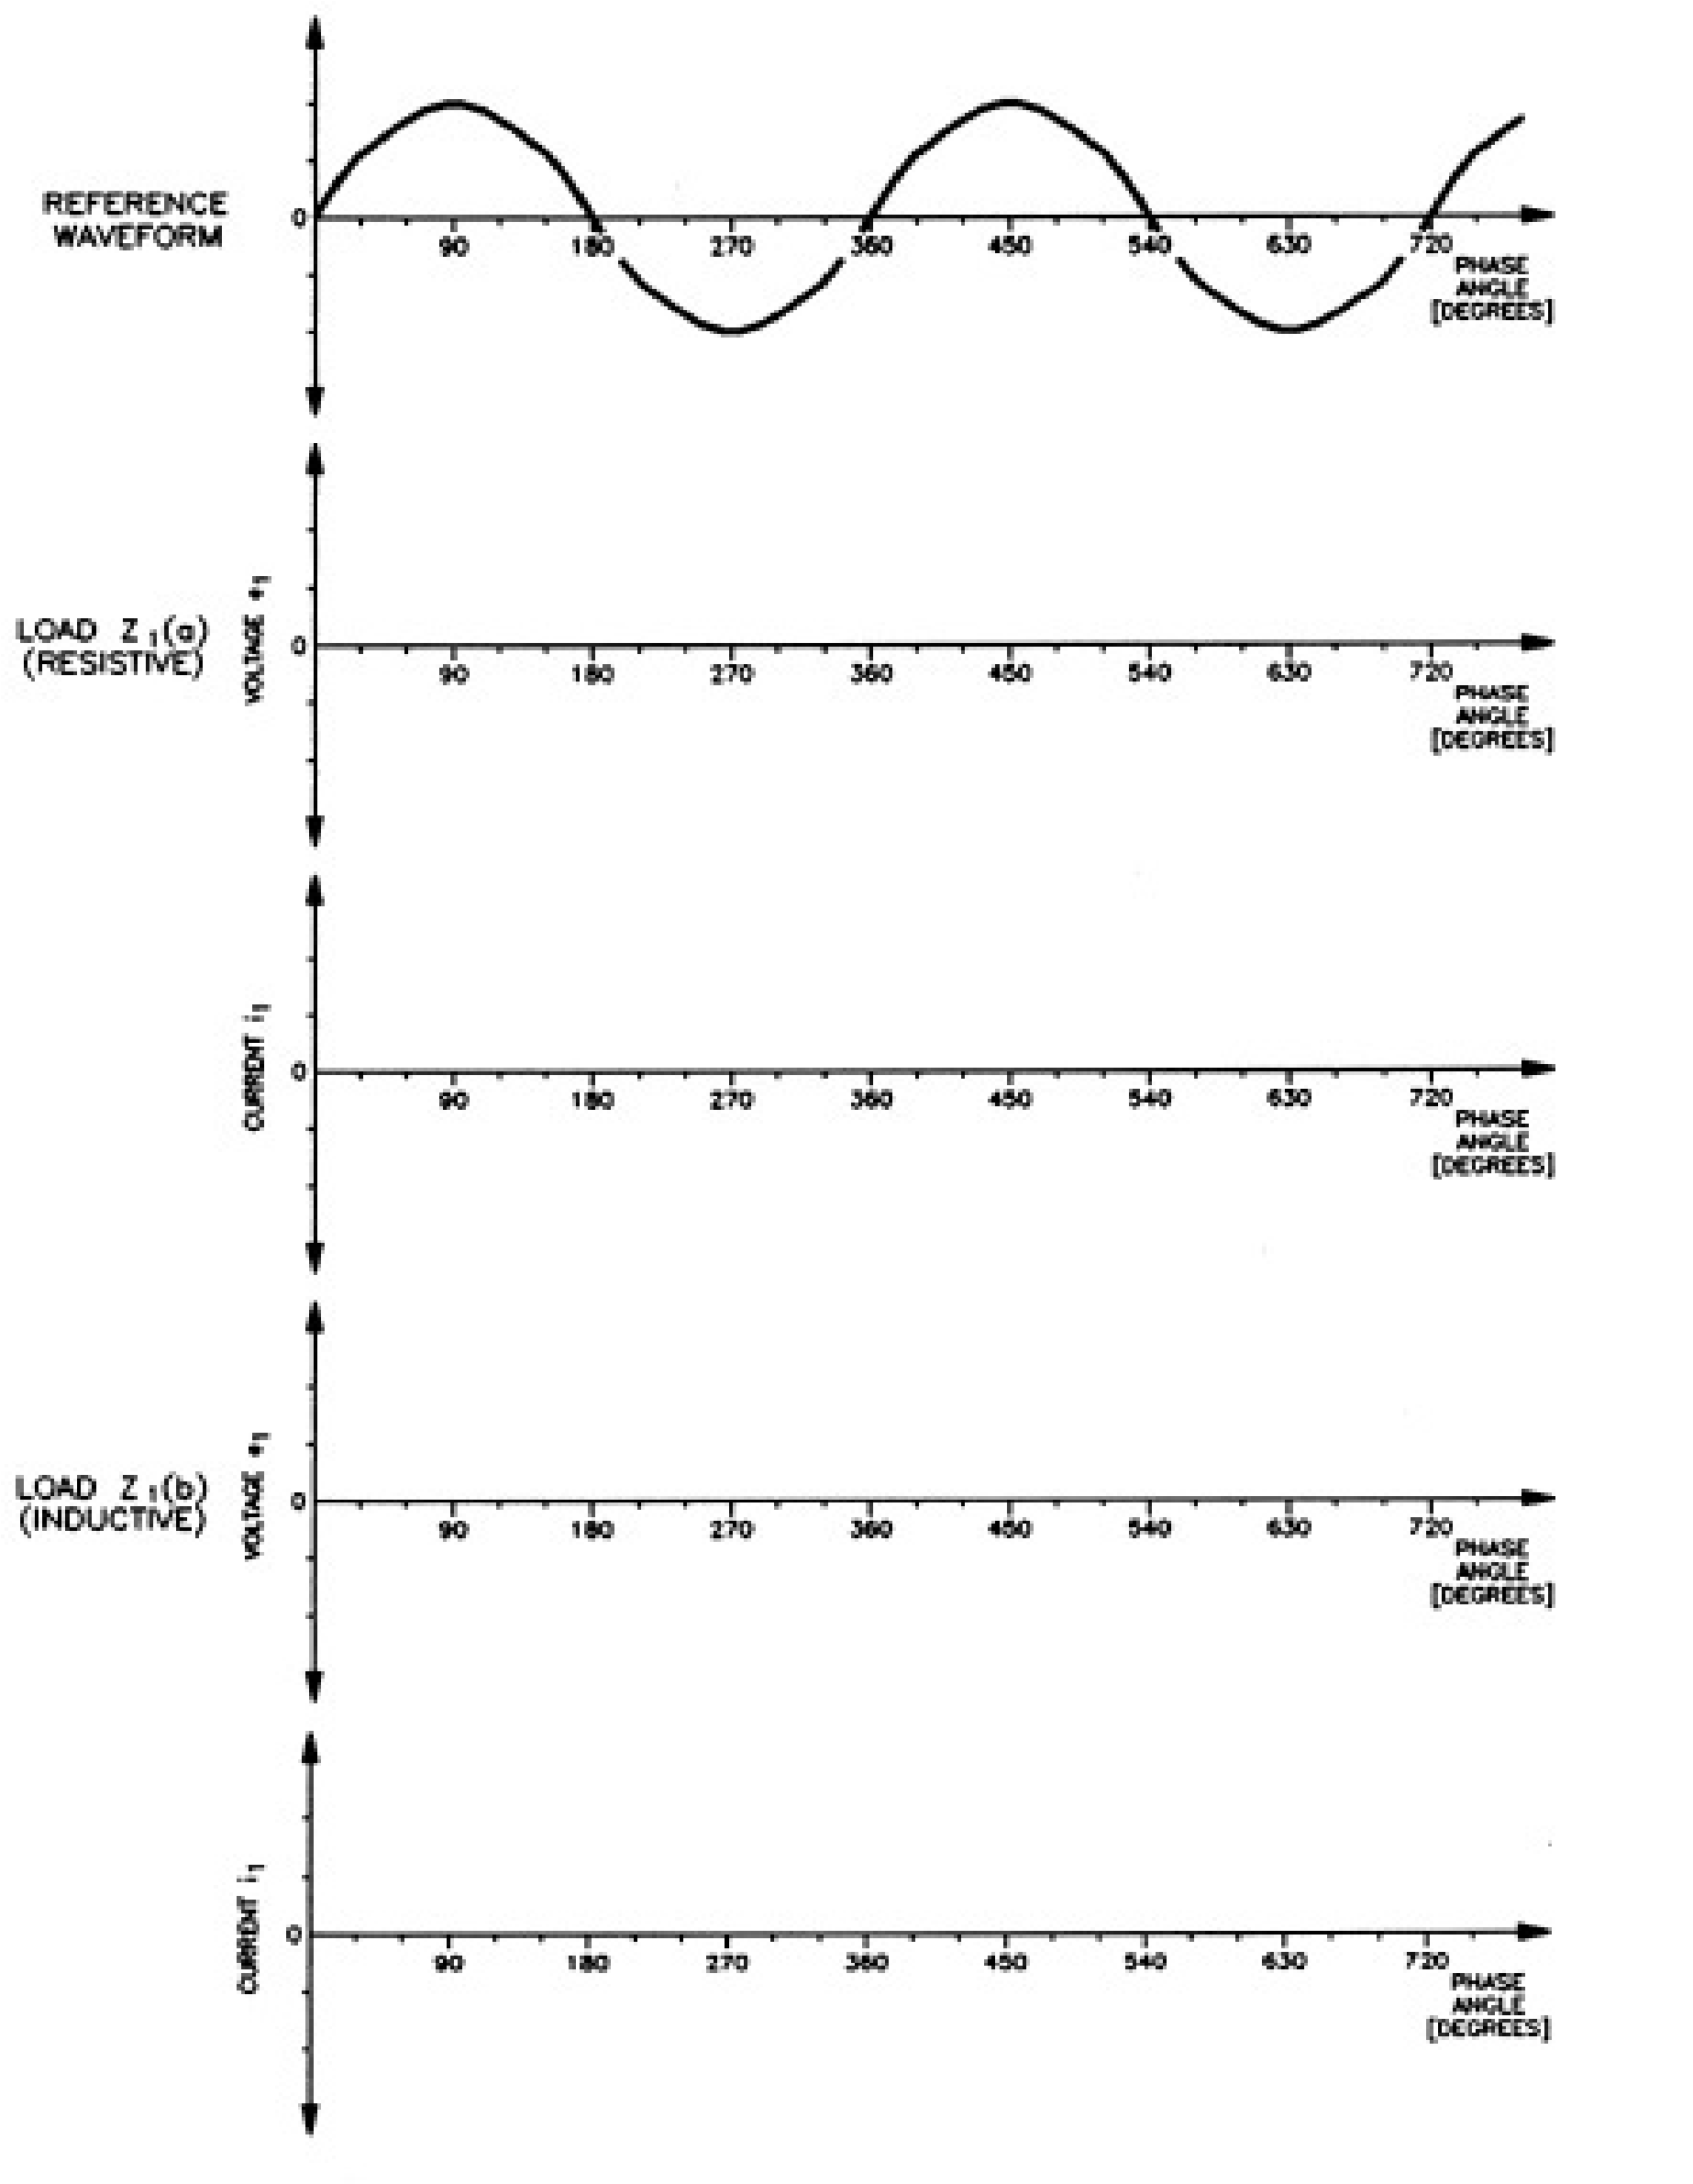 REFERENCE
WAVEFORM
0
90 180 270 360 450 540 630 720
PHASE
ANGLE
[DEGREES]
LOAD Z1(a)
(RESISTIVE)
VOLTAGE e1
0
90 180 270 360 450 540 630 720
PHASE
ANGLE
[DEGREES]
CURRENT i1
0
90 180 270 360 450 540 630 720
PHASE
ANGLE
[DEGREES]
LOAD Z1(b)
(INDUCTIVE)
VOLTAGE e1
0
90 180 270 360 450 540 630 720
PHASE
ANGLE
[DEGREES]
CURRENT i1
0
90 180 270 360 450 540 630 720
PHASE
ANGLE
[DEGREES]